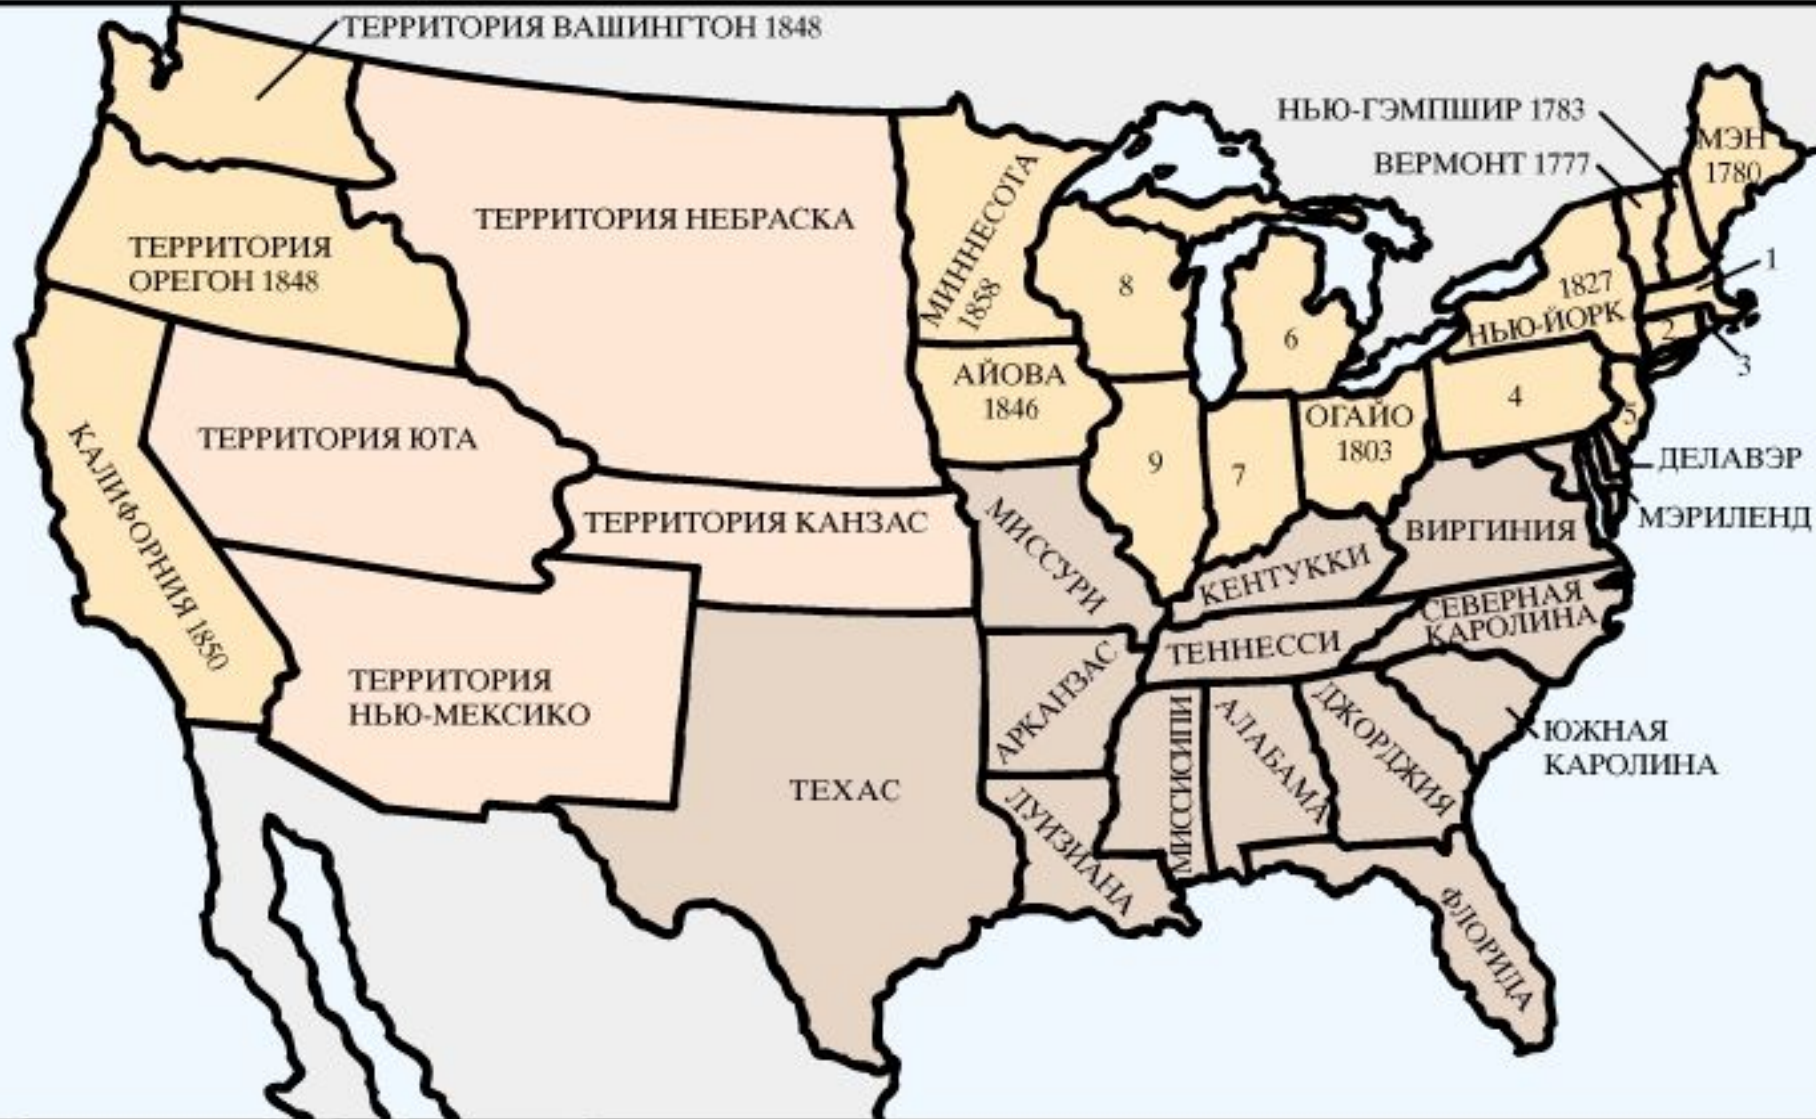 ТЕРРИТОРИЯ ВАШИНГТОН 1848
НЬЮ-ГЭМПШИР 1783
МЭН
1780
ВЕРМОНТ 1777
ТЕРРИТОРИЯ НЕБРАСКА
МИННЕСОТА
1858
ТЕРРИТОРИЯ
ОРЕГОН 1848
8
6
1827
НЬЮ-ЙОРК
1
2
3
АЙОВА
1846
ОГАЙО
1803
4
5
ТЕРРИТОРИЯ ЮТА
КАЛИФОРНИЯ 1850
9
7
ДЕЛАВЭР
МЭРИЛЕНД
ТЕРРИТОРИЯ КАНЗАС
МИССУРИ
ВИРГИНИЯ
КЕНТУККИ
СЕВЕРНАЯ
КАРОЛИНА
ТЕННЕССИ
ТЕРРИТОРИЯ
НЬЮ-МЕКСИКО
АРКАНЗАС
МИССИСИПИ
АЛАБАМА
ДЖОРДЖИЯ
ЮЖНАЯ
КАРОЛИНА
ТЕХАС
ЛУИЗИАНА
ФЛОРИДА